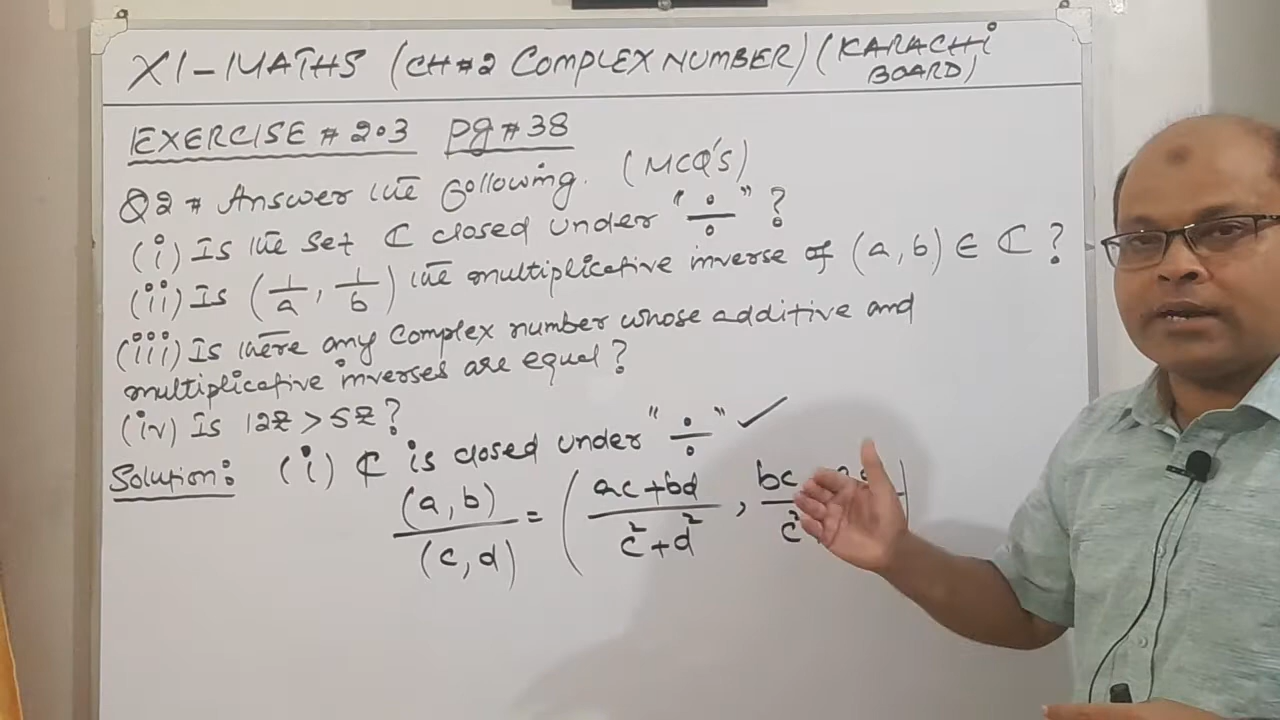 XI-MATHS (CH#2 COMPLEX NUMBER) (KARACHI BOARD)
EXERCISE # 2.3 Pg # 38
Q2# Answer the following. (MCQ'S)
(i) Is the set ℂ closed under "÷" ?
(ii) Is (1/a, 1/b) the multiplicative inverse of (a, b) ∈ ℂ ?
(iii) Is there any complex number whose additive and
multiplicative inverses are equal ?
(iv) Is 12z > 5z ?
Solution: (i) ℂ is closed under "÷" ✓
(a, b)/(c, d) = (ac+bd/c²+d², bc